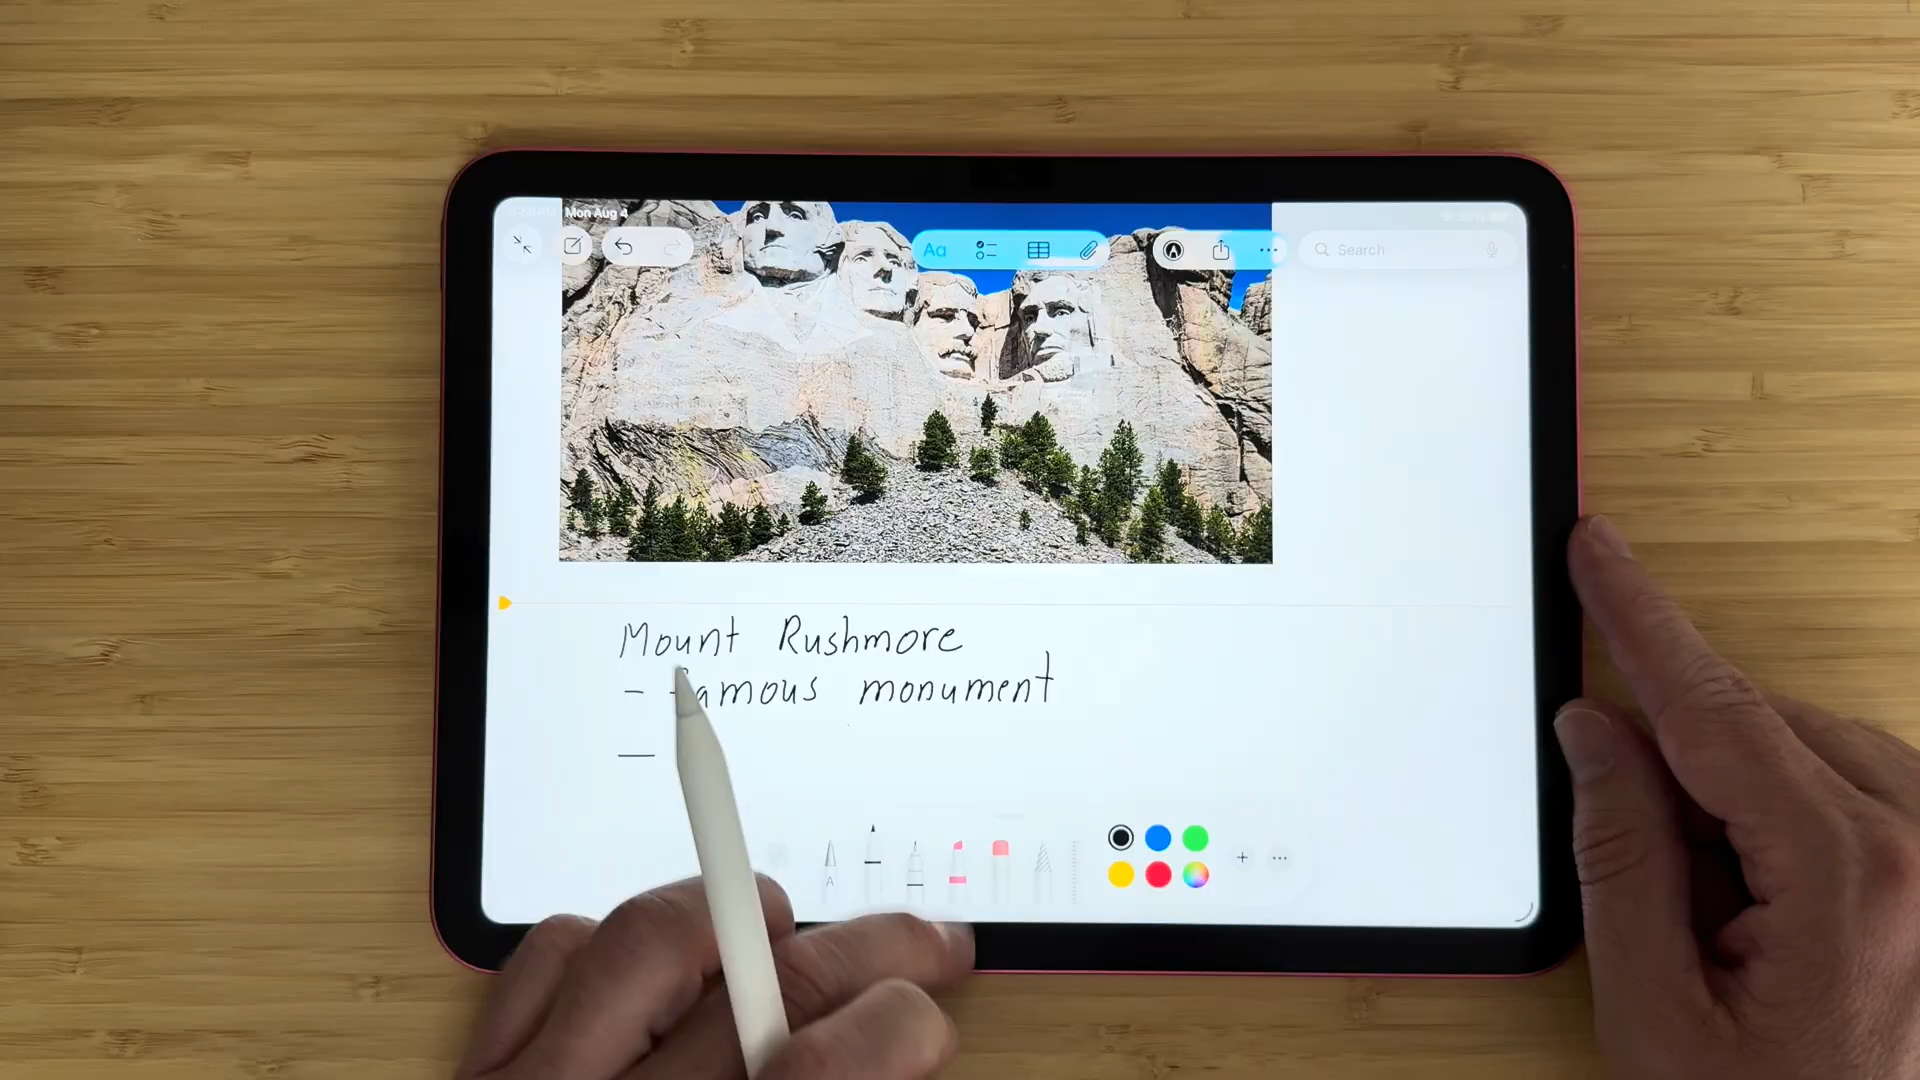 Mon Aug 4
Aa
Search
Mount Rushmore
- famous monument
—
A